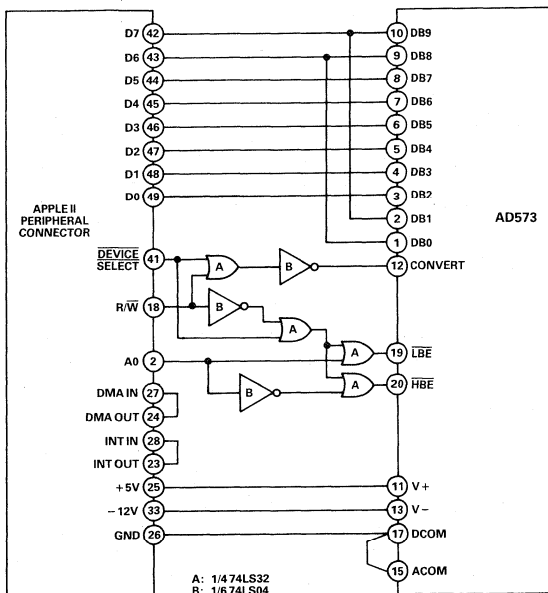 D7 42 10 DB9
D6 43 9 DB8
D5 44 8 DB7
D4 45 7 DB6
D3 46 6 DB5
D2 47 5 DB4
D1 48 4 DB3
D0 49 3 DB2
APPLE II
PERIPHERAL
CONNECTOR
2 DB1
AD573
1 DB0
DEVICE
SELECT 41 A B 12 CONVERT
R/W 18 B A
A0 2 A 19 LBE
B A 20 HBE
DMA IN 27
DMA OUT 24
INT IN 28
INT OUT 23
+5V 25 11 V+
−12V 33 13 V−
GND 26 17 DCOM
15 ACOM
A: 1/4 74LS32
B: 1/6 74LS04